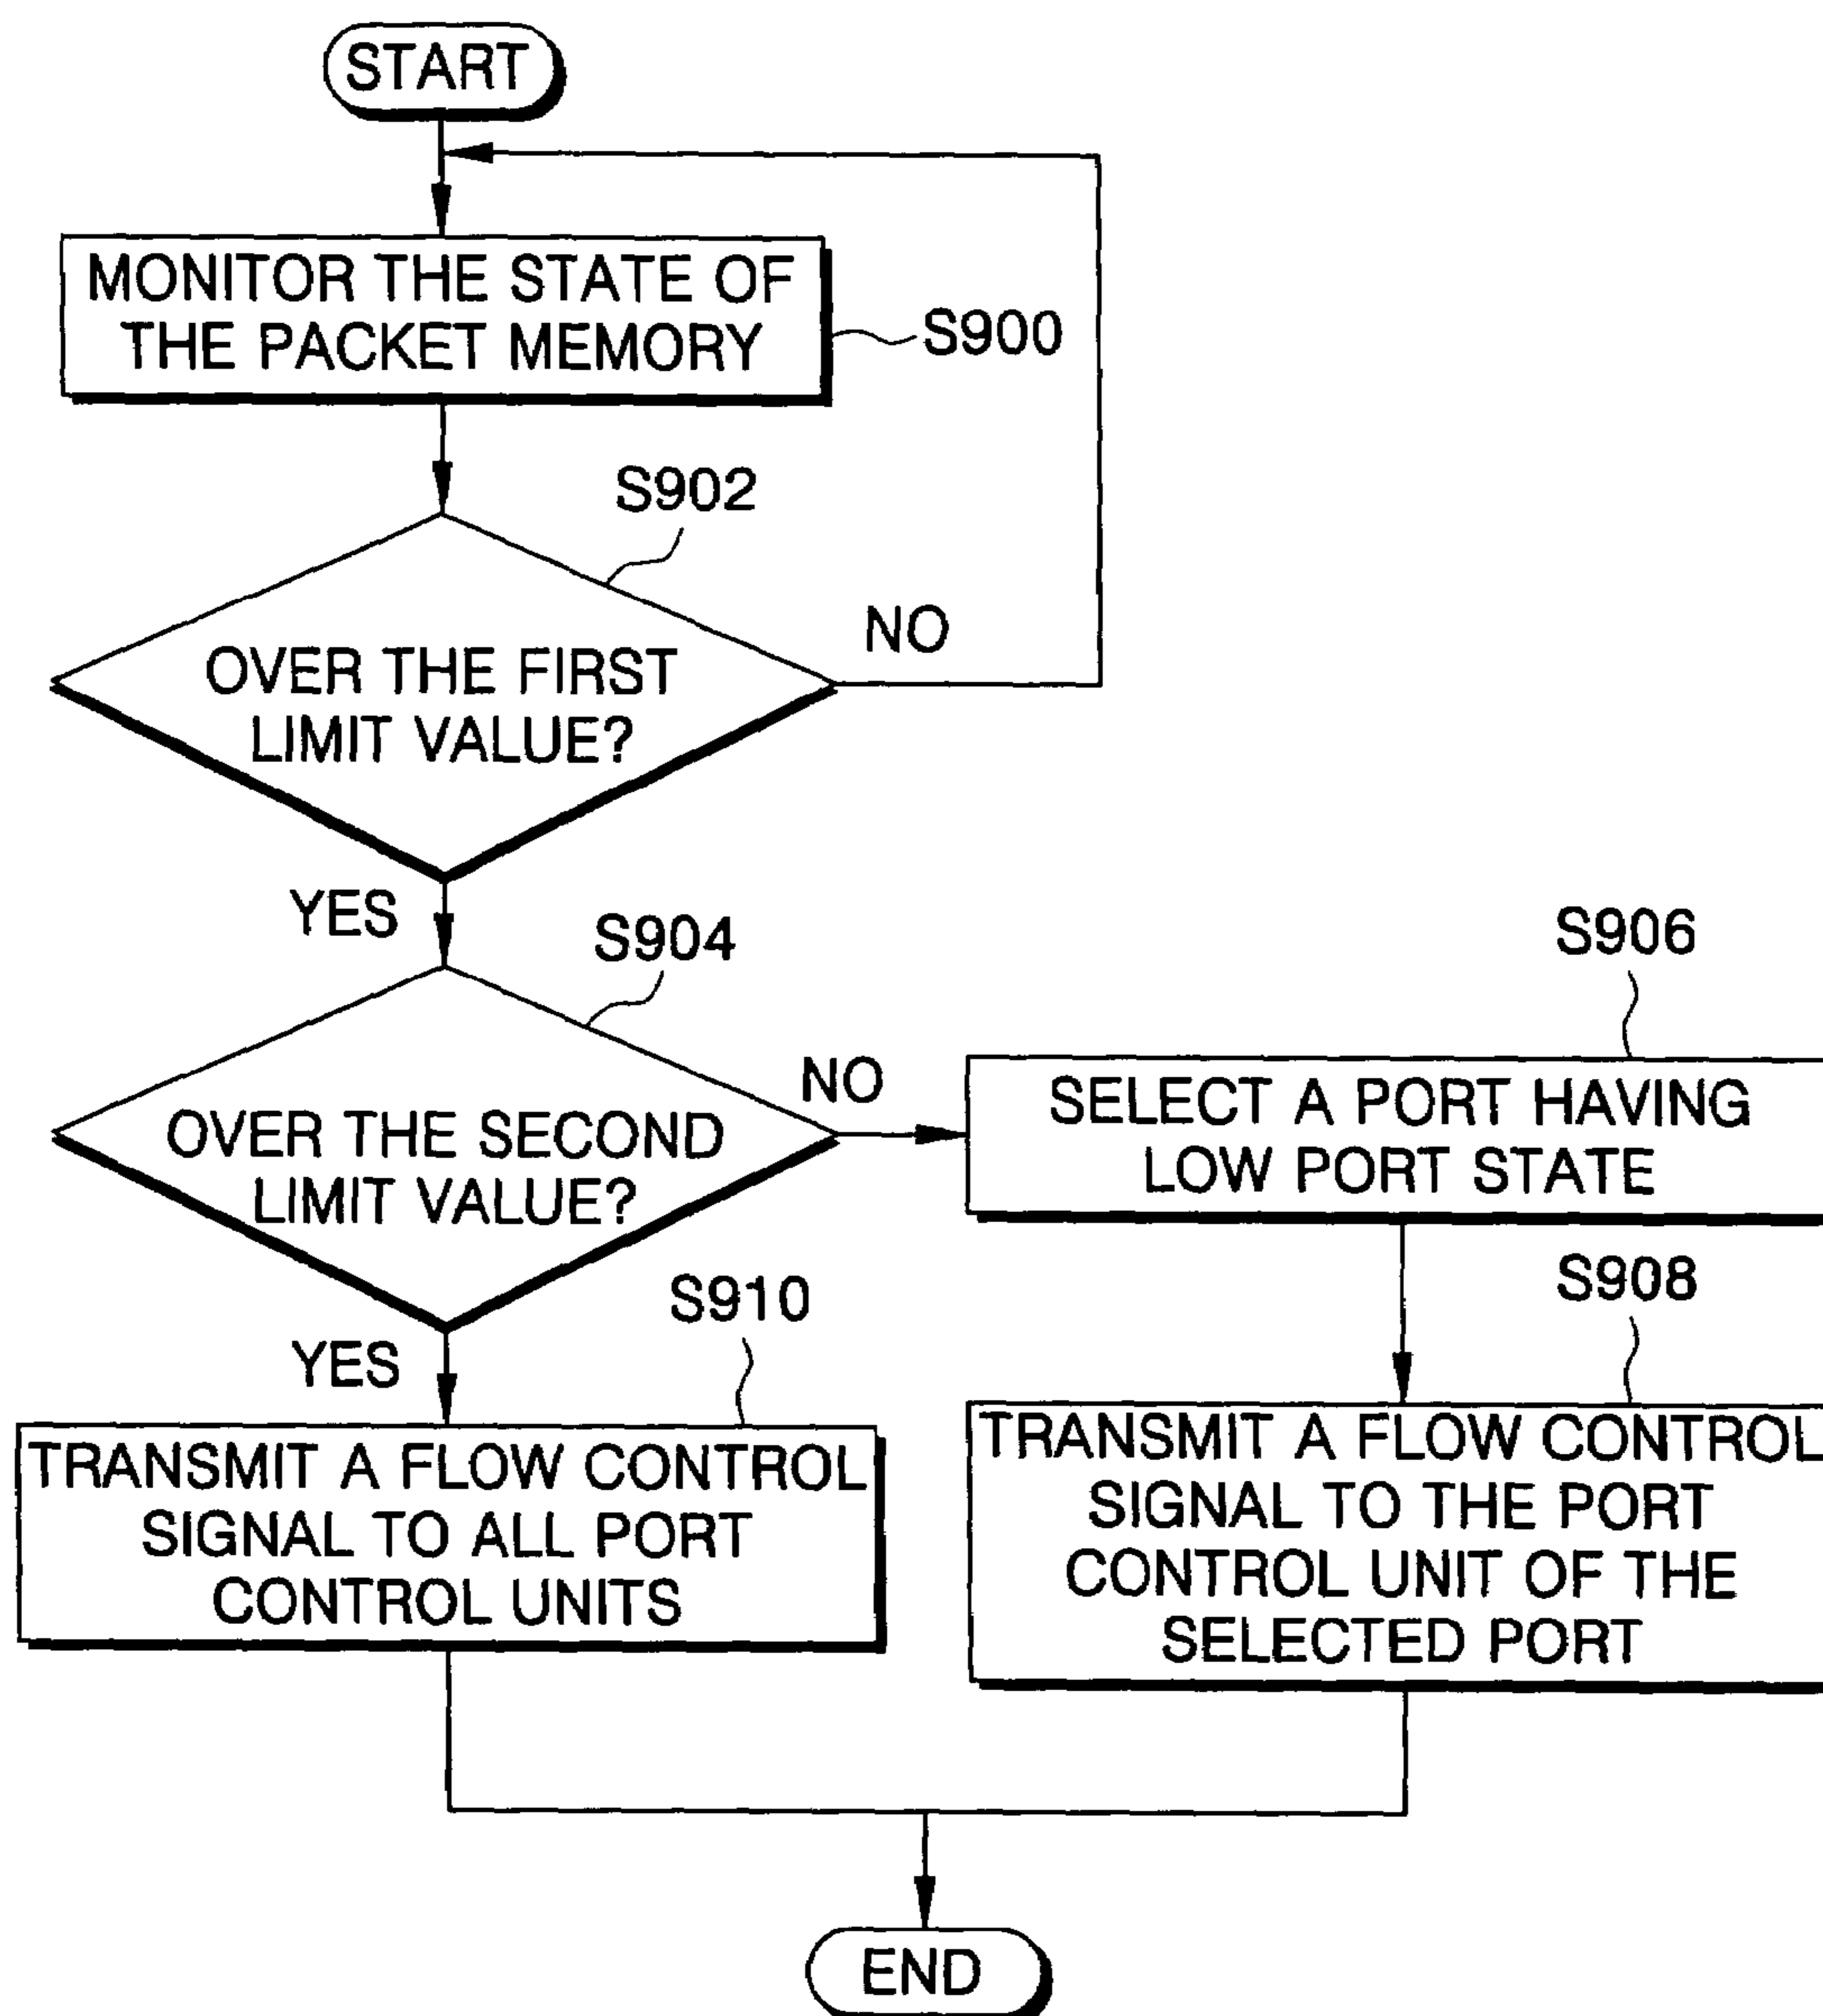 START
MONITOR THE STATE OF
THE PACKET MEMORY
S900
S902
NO
OVER THE FIRST
LIMIT VALUE?
YES
S904
NO
OVER THE SECOND
LIMIT VALUE?
S906
SELECT A PORT HAVING
LOW PORT STATE
YES
S910
TRANSMIT A FLOW CONTROL
SIGNAL TO ALL PORT
CONTROL UNITS
S908
TRANSMIT A FLOW CONTROL
SIGNAL TO THE PORT
CONTROL UNIT OF THE
SELECTED PORT
END